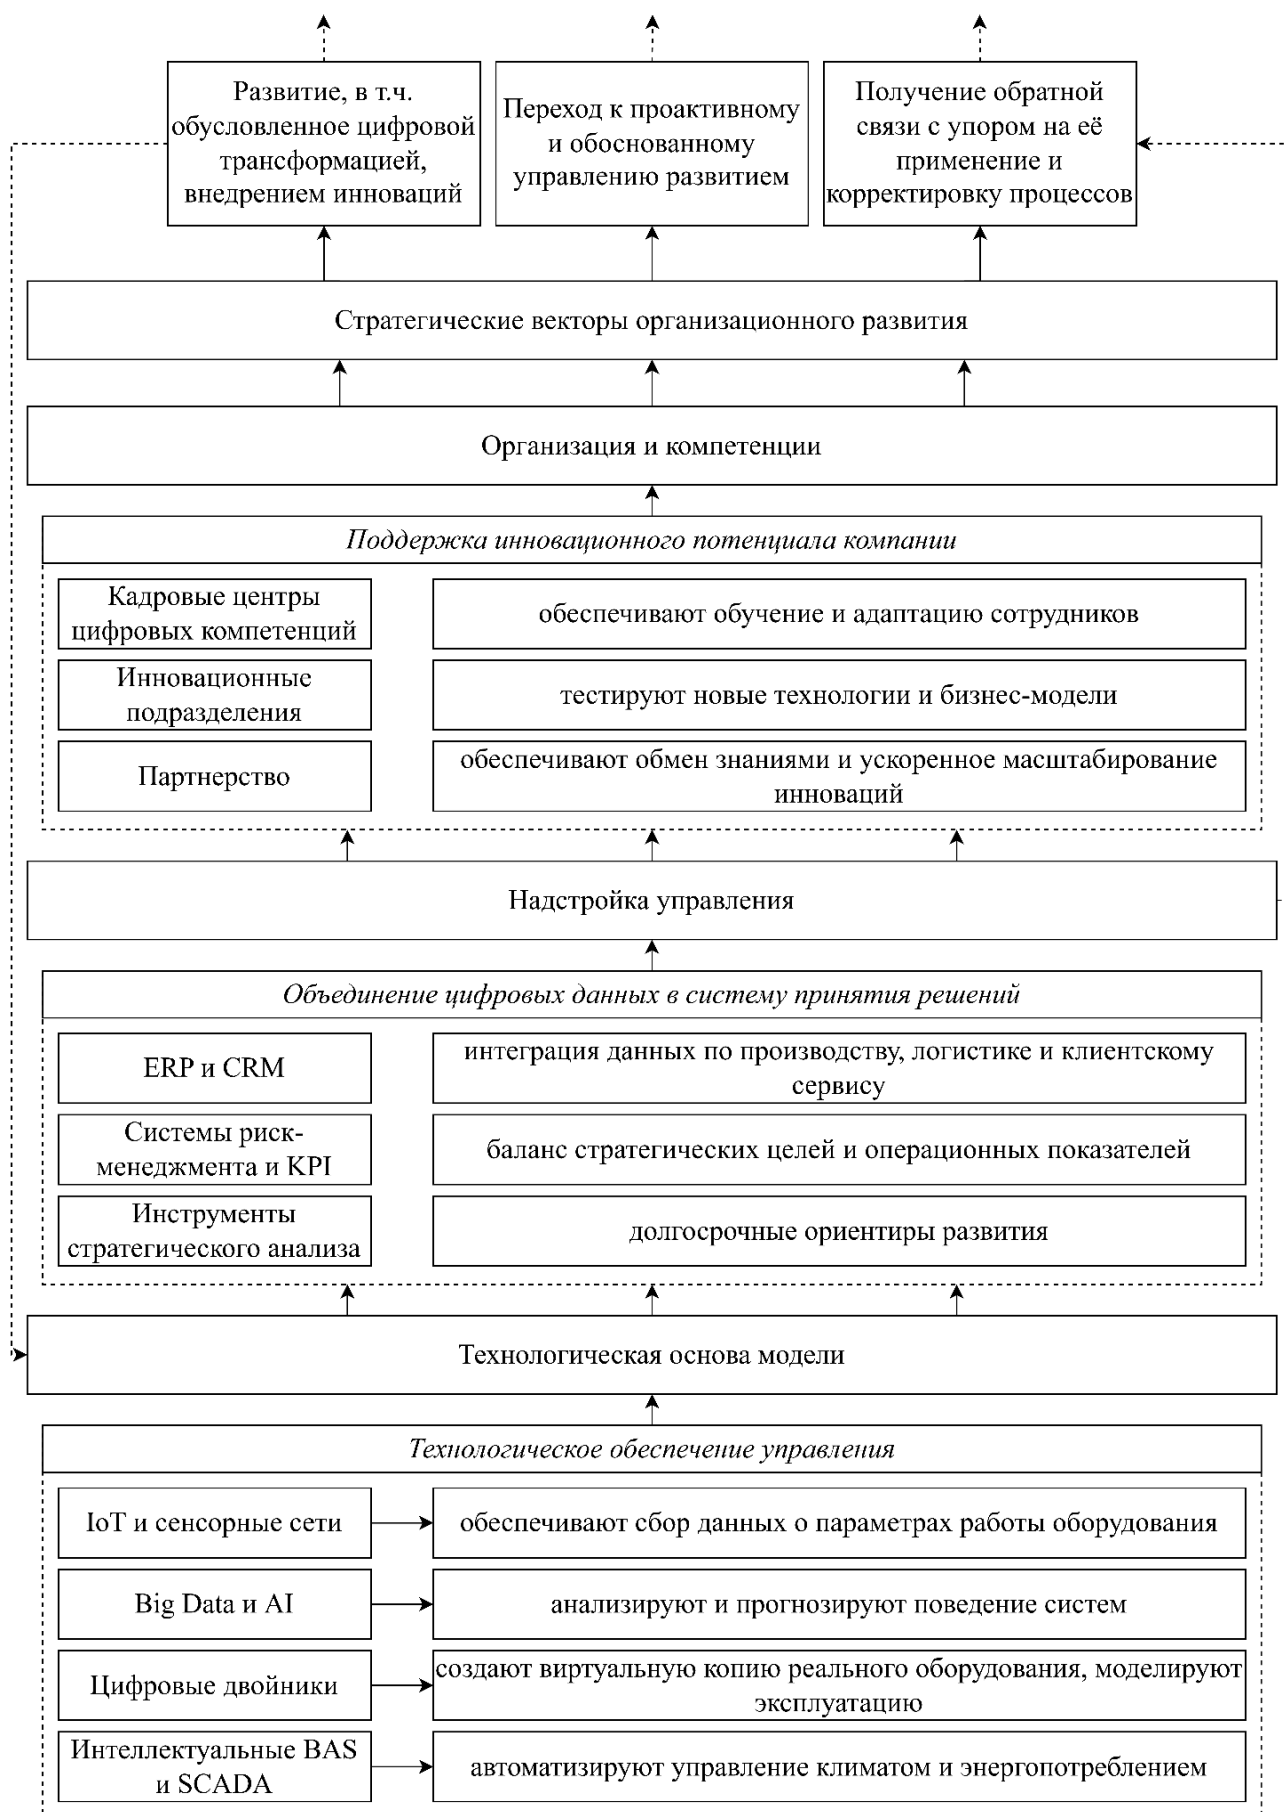 Развитие, в т.ч.
обусловленное цифровой
трансформацией,
внедрением инноваций
Переход к проактивному
и обоснованному
управлению развитием
Получение обратной
связи с упором на её
применение и
корректировку процессов
Стратегические векторы организационного развития
Организация и компетенции
Поддержка инновационного потенциала компании
Кадровые центры
цифровых компетенций
обеспечивают обучение и адаптацию сотрудников
Инновационные
подразделения
тестируют новые технологии и бизнес-модели
Партнерство
обеспечивают обмен знаниями и ускоренное масштабирование
инноваций
Надстройка управления
Объединение цифровых данных в систему принятия решений
ERP и CRM
интеграция данных по производству, логистике и клиентскому
сервису
Системы риск-
менеджмента и KPI
баланс стратегических целей и операционных показателей
Инструменты
стратегического анализа
долгосрочные ориентиры развития
Технологическая основа модели
Технологическое обеспечение управления
IoT и сенсорные сети
обеспечивают сбор данных о параметрах работы оборудования
Big Data и AI
анализируют и прогнозируют поведение систем
Цифровые двойники
создают виртуальную копию реального оборудования, моделируют
эксплуатацию
Интеллектуальные BAS
и SCADA
автоматизируют управление климатом и энергопотреблением